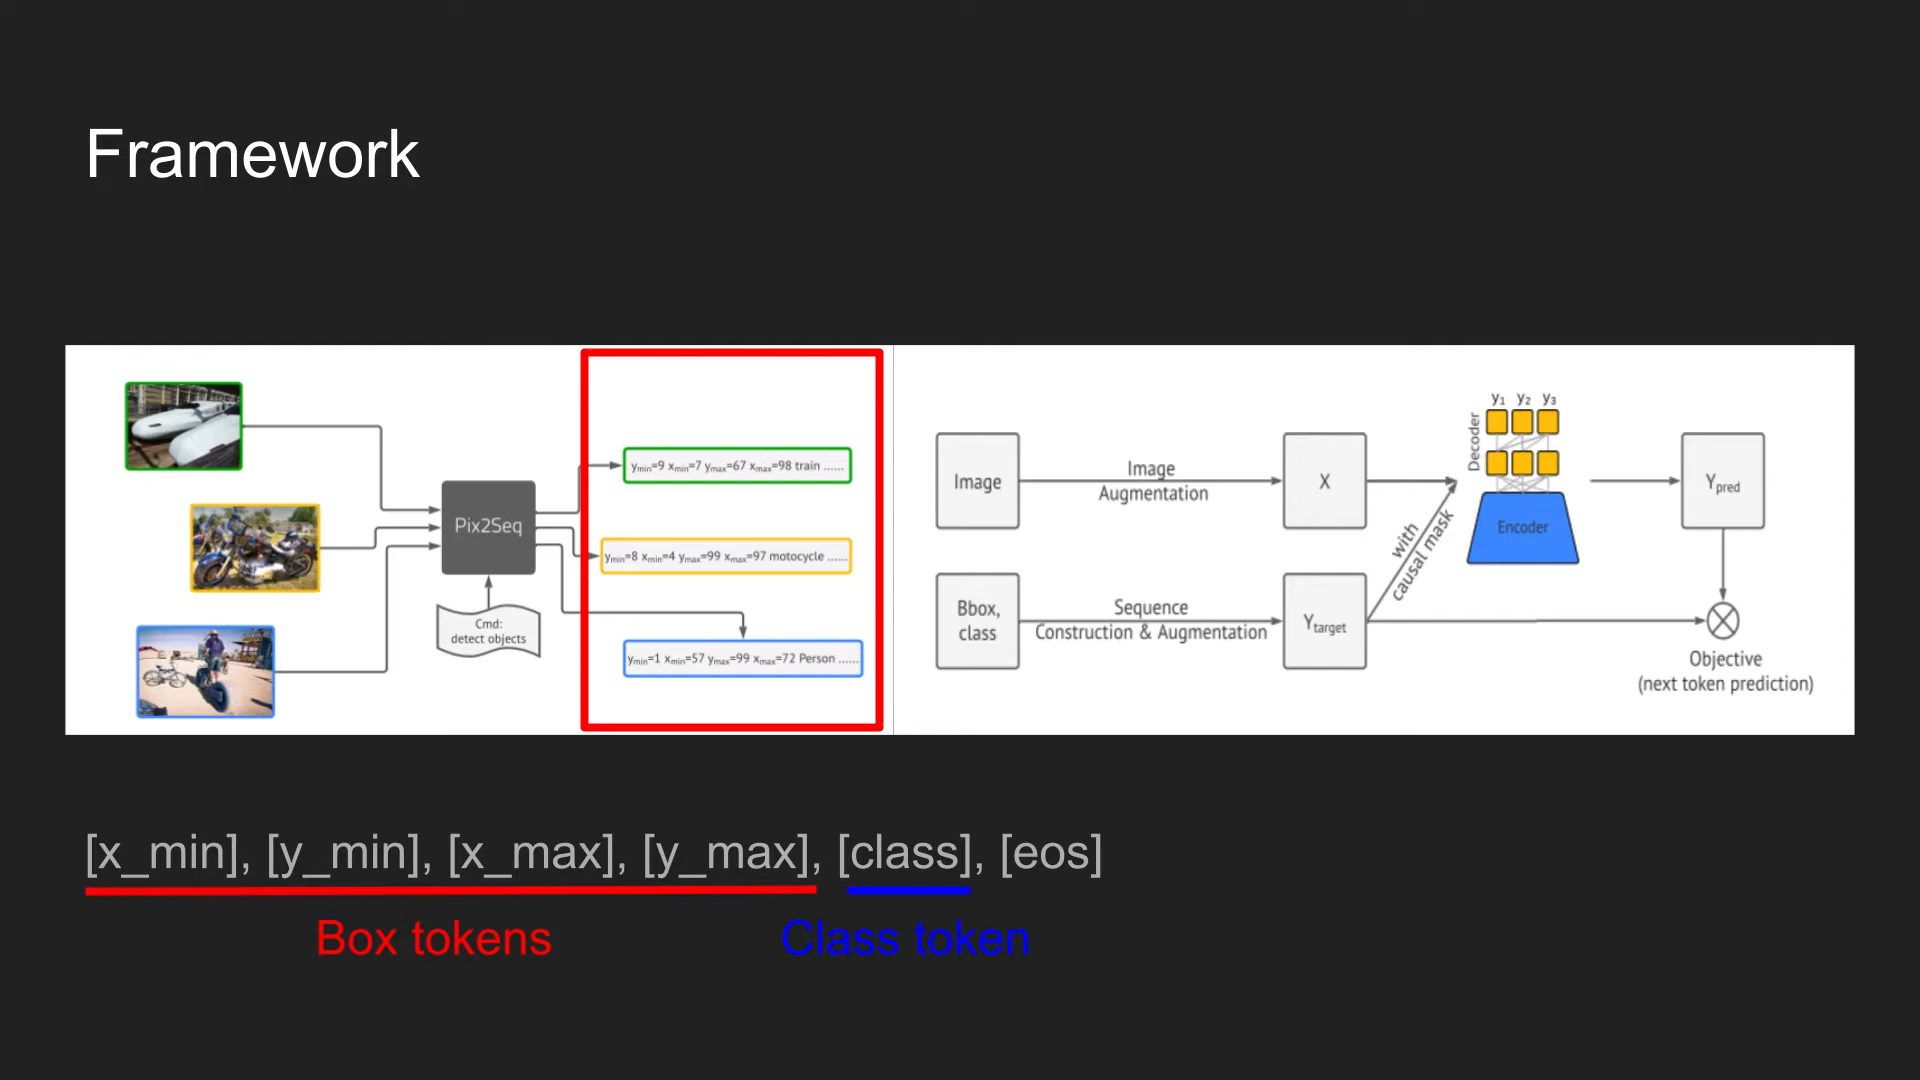 Framework
Pix2Seq
Cmd:
detect objects
ymin=9 xmin=7 ymax=67 xmax=98 train ......
ymin=8 xmin=4 ymax=99 xmax=97 motocycle ......
ymin=1 xmin=57 ymax=99 xmax=72 Person ......
Image
Image
Augmentation
X
Bbox,
class
Sequence
Construction & Augmentation
Ytarget
with
causal mask
Decoder
y1 y2 y3
Encoder
Ypred
Objective
(next token prediction)
[x_min], [y_min], [x_max], [y_max], [class], [eos]
Box tokens
Class token